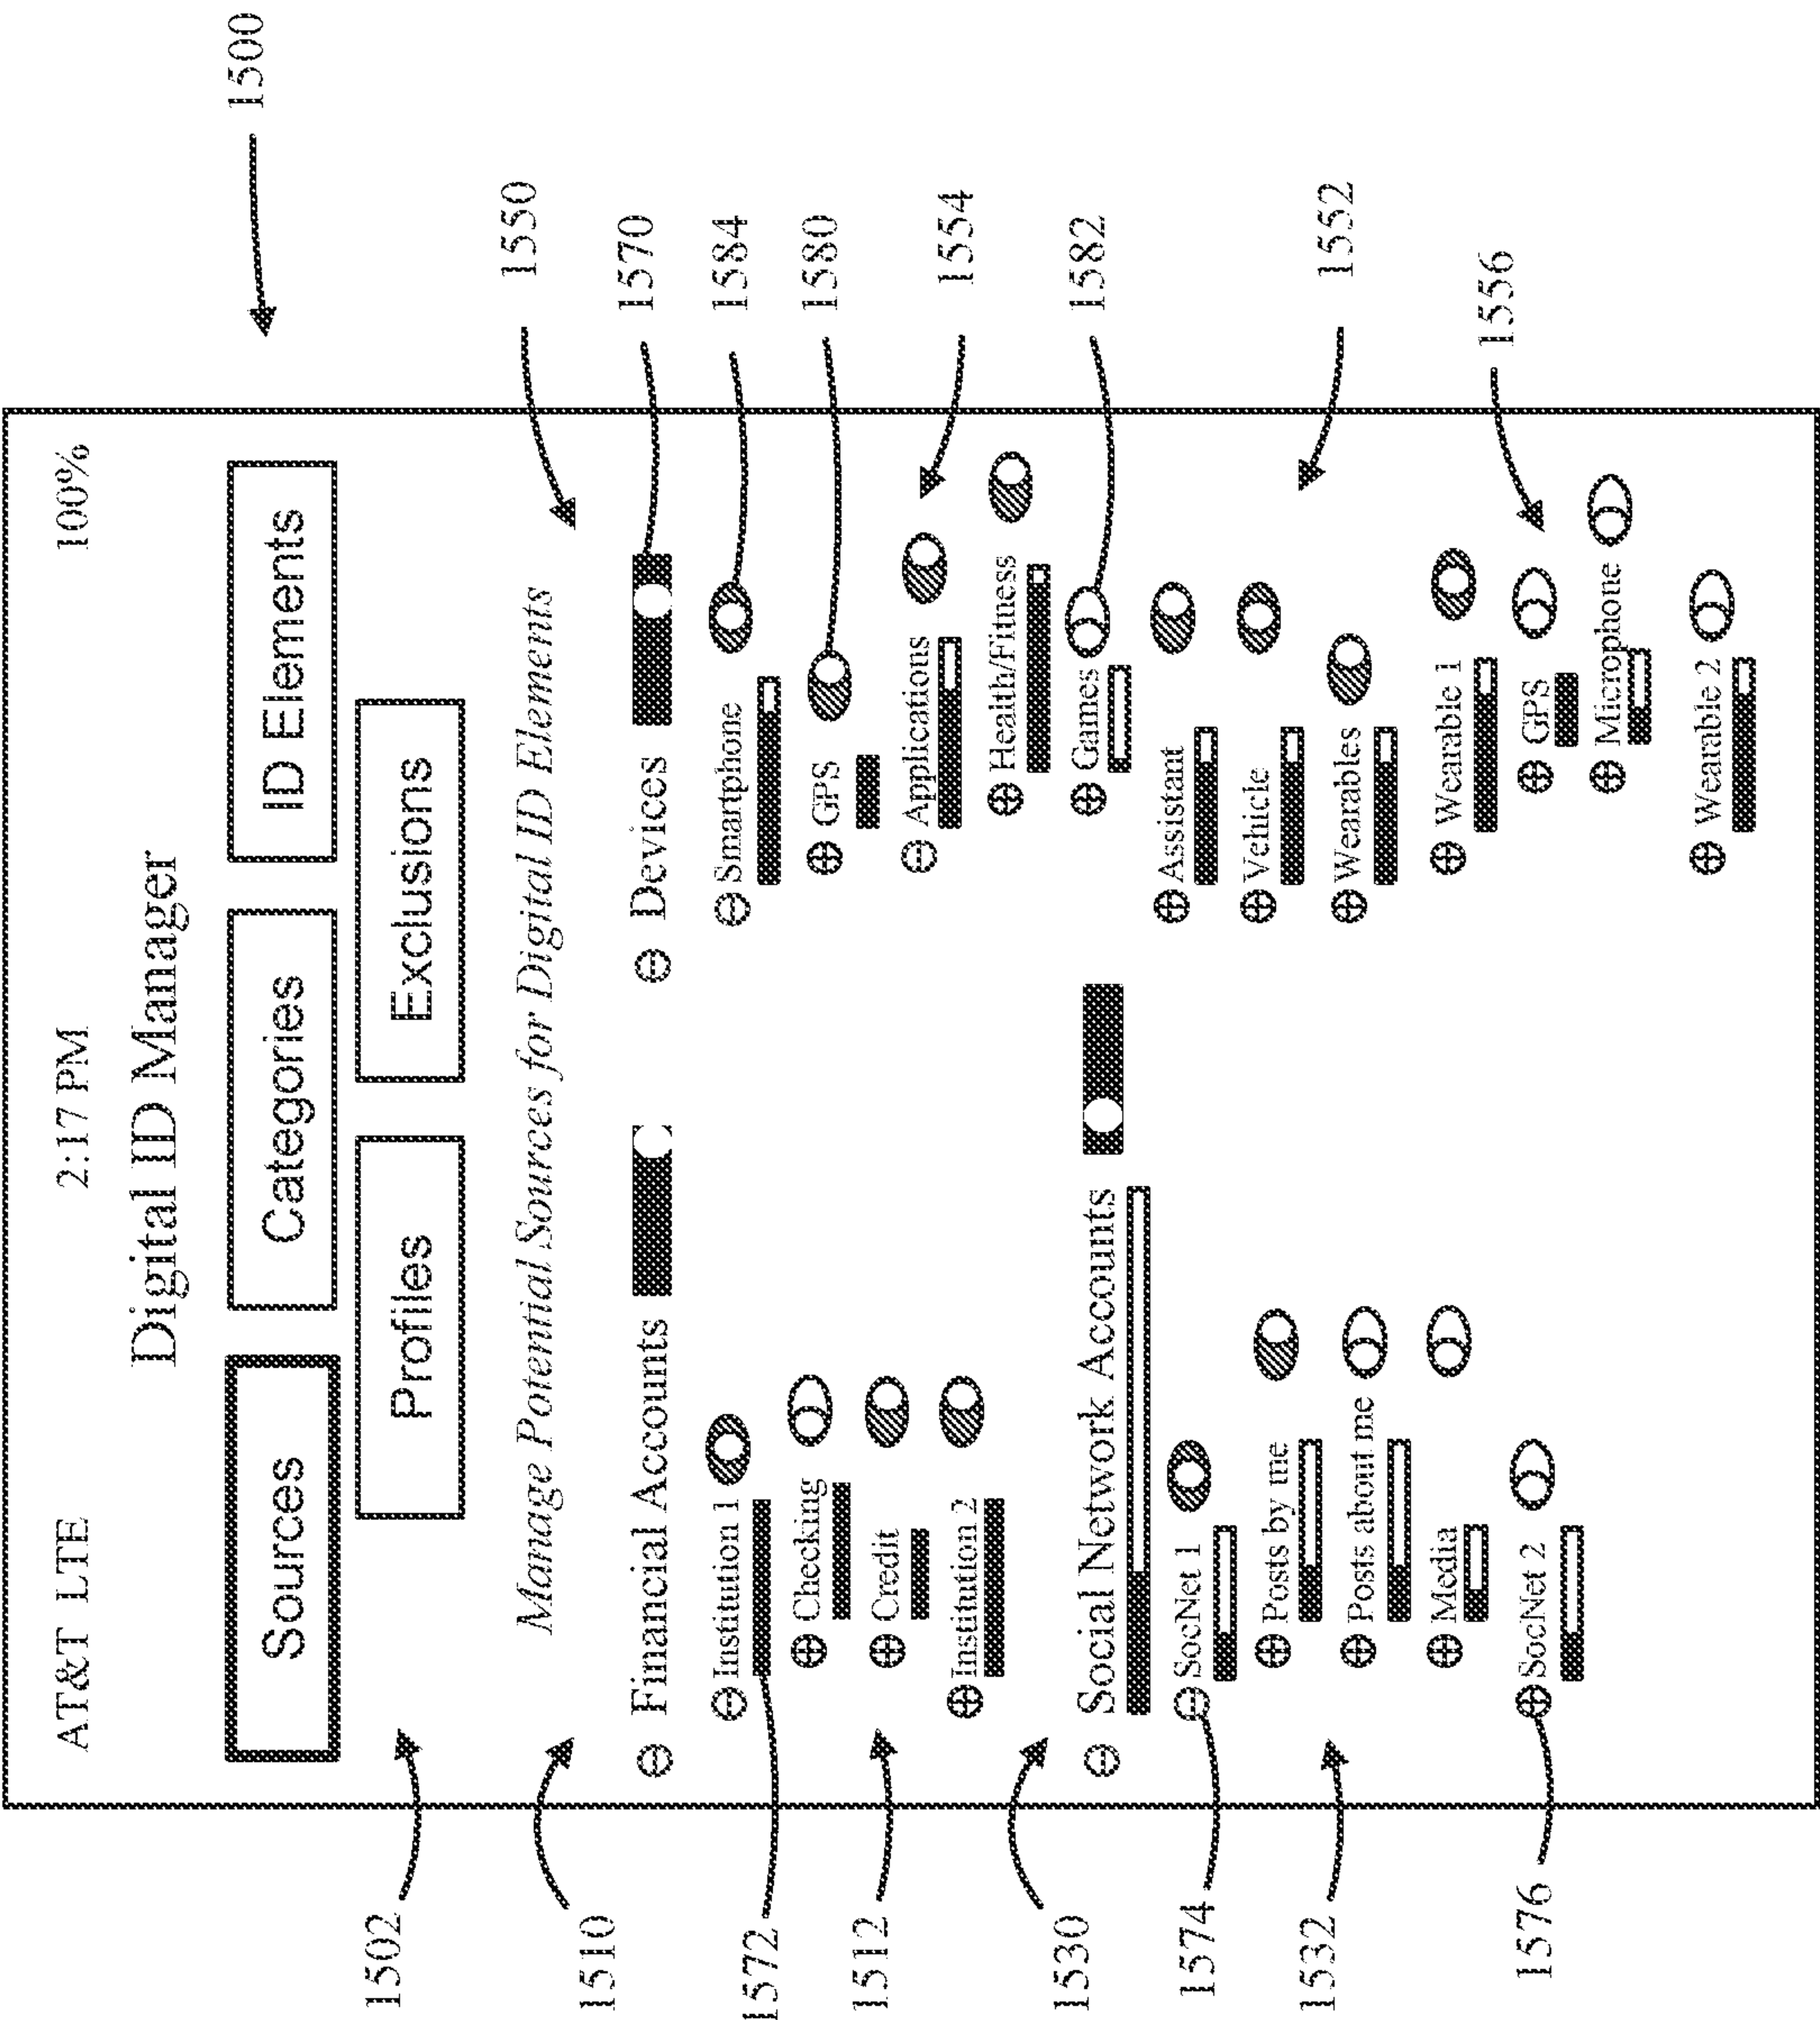 AT&T LTE 2:17 PM 100%
Digital ID Manager
Sources Categories ID Elements
Profiles Exclusions
Manage Potential Sources for Digital ID Elements
Financial Accounts
Institution 1
Checking
Credit
Institution 2
Social Network Accounts
SocNet 1
Posts by me
Posts about me
Media
SocNet 2
Devices
Smartphone
GPS
Applications
Health/Fitness
Games
Assistant
Vehicle
Wearables
Wearable 1
GPS
Microphone
Wearable 2
1502
1510
1572
1512
1530
1574
1532
1576
1500
1550
1570
1584
1580
1554
1582
1552
1556